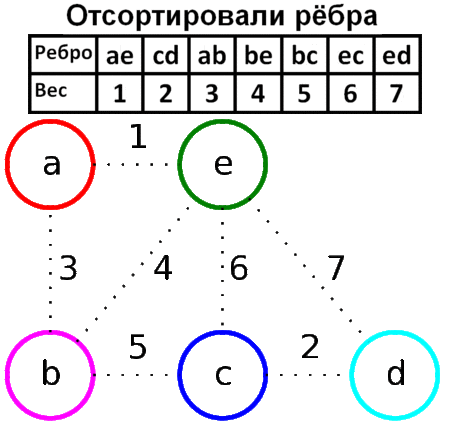 Отсортировали рёбра
Ребро ae cd ab be bc ec ed
Вес 1 2 3 4 5 6 7
1
a e
3 4 6 7
5 2
b c d